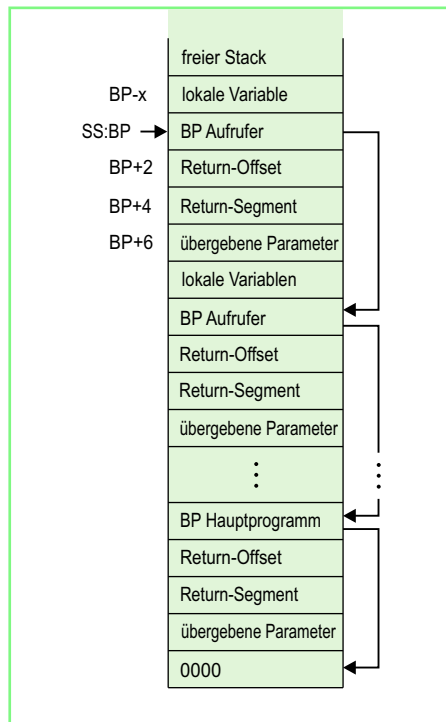 freier Stack
BP-x lokale Variable
SS:BP BP Aufrufer
BP+2 Return-Offset
BP+4 Return-Segment
BP+6 übergebene Parameter
lokale Variablen
BP Aufrufer
Return-Offset
Return-Segment
übergebene Parameter
BP Hauptprogramm
Return-Offset
Return-Segment
übergebene Parameter
0000